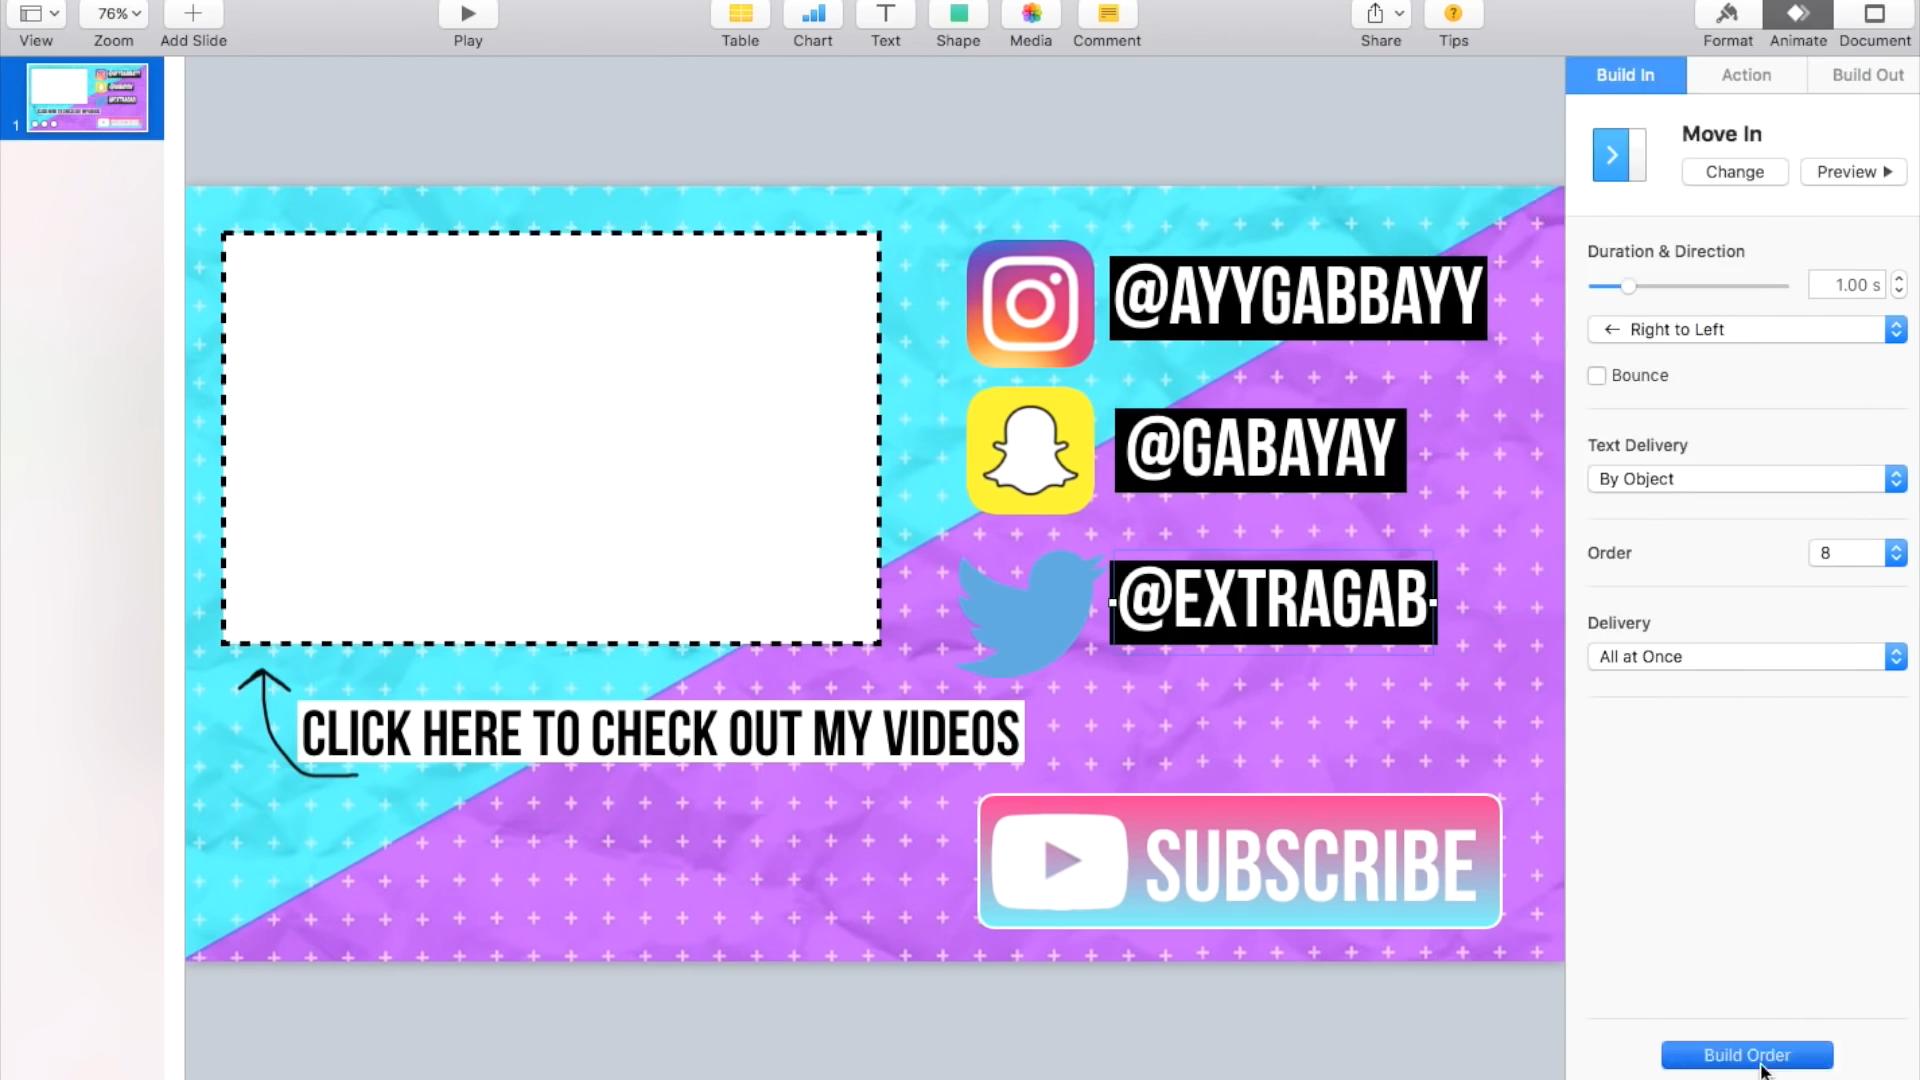 76%
View
Zoom
Add Slide
Play
Table
Chart
Text
Shape
Media
Comment
Share
?
Tips
Format
Animate
Document
1
Build In
Action
Build Out
Move In
Change
Preview
Duration & Direction
1.00 s
← Right to Left
Bounce
Text Delivery
By Object
Order
8
Delivery
All at Once
Build Order
@AYYGABBAYY
@GABAYAY
@EXTRAGAB
CLICK HERE TO CHECK OUT MY VIDEOS
SUBSCRIBE